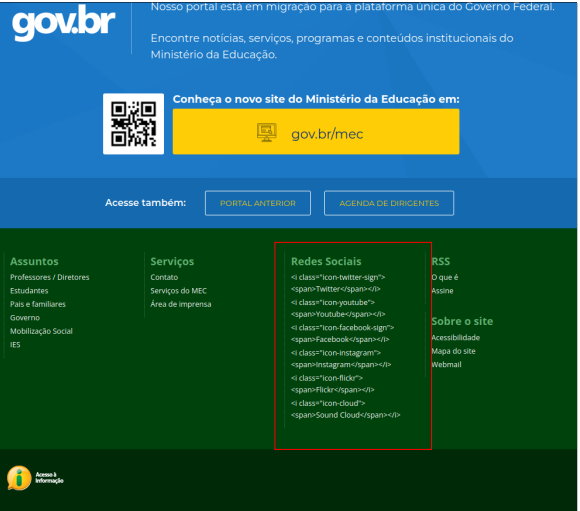 gov.br
Nosso portal está em migração para a plataforma única do Governo Federal.
Encontre notícias, serviços, programas e conteúdos institucionais do
Ministério da Educação.
Conheça o novo site do Ministério da Educação em:
gov.br/mec
Acesse também:
PORTAL ANTERIOR
AGENDA DE DIRIGENTES
Assuntos
Professores / Diretores
Estudantes
Pais e familiares
Governo
Mobilização Social
IES
Serviços
Contato
Serviços do MEC
Área de imprensa
Redes Sociais
<i class="icon-twitter-sign">
<span>Twitter</span></i>
<i class="icon-youtube">
<span>Youtube</span></i>
<i class="icon-facebook-sign">
<span>Facebook</span></i>
<i class="icon-instagram">
<span>Instagram</span></i>
<i class="icon-flickr">
<span>Flickr</span></i>
<i class="icon-cloud">
<span>Sound Cloud</span></i>
RSS
O que é
Assine
Sobre o site
Acessibilidade
Mapa do site
Webmail
i
Acesso à
Informação